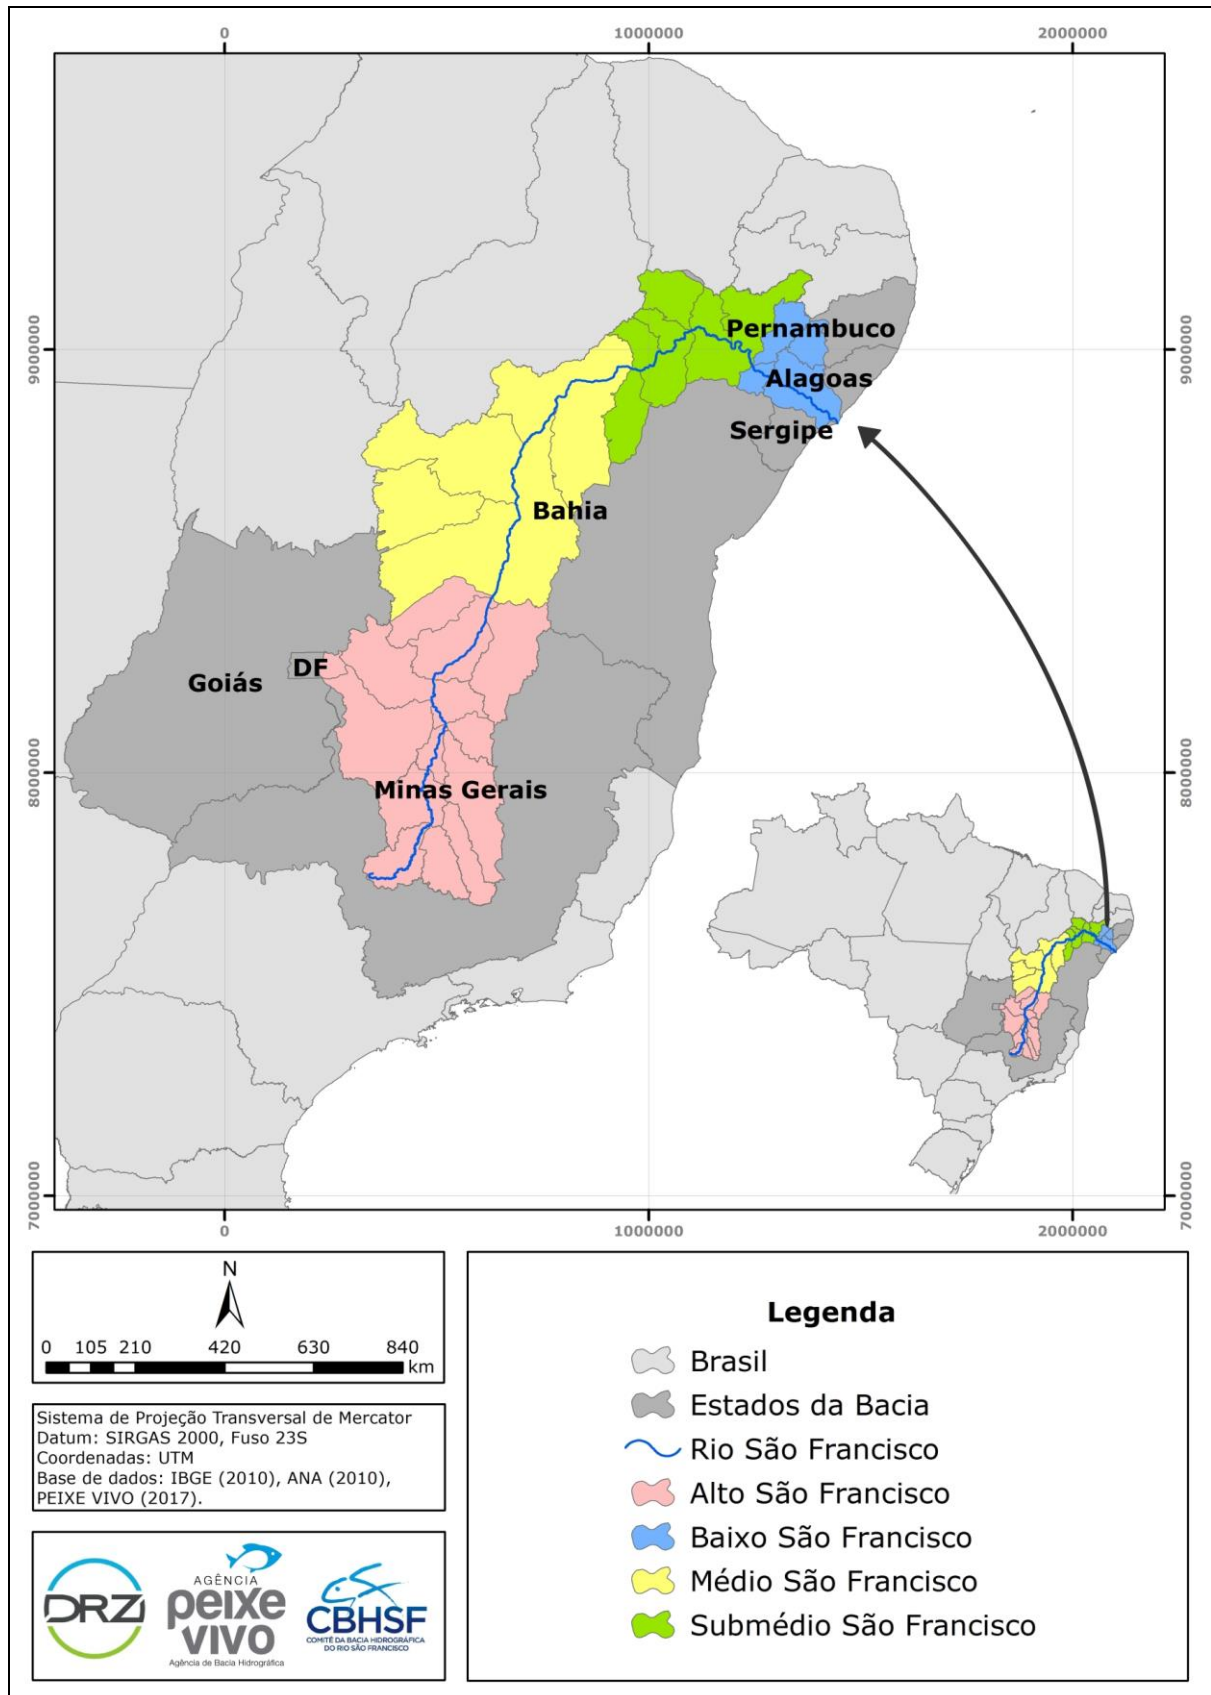 0 1000000 2000000
9000000 9000000
Pernambuco
Alagoas
Sergipe
Bahia
DF
Goiás
8000000 8000000
Minas Gerais
7000000 7000000
0 1000000 2000000
N
0 105 210 420 630 840
km
Sistema de Projeção Transversal de Mercator
Datum: SIRGAS 2000, Fuso 23S
Coordenadas: UTM
Base de dados: IBGE (2010), ANA (2010),
PEIXE VIVO (2017).
DRZ
AGÊNCIA
peixe
vivo
Agência de Bacia Hidrográfica
CBHSF
COMITÊ DA BACIA HIDROGRÁFICA
DO RIO SÃO FRANCISCO
Legenda
Brasil
Estados da Bacia
Rio São Francisco
Alto São Francisco
Baixo São Francisco
Médio São Francisco
Submédio São Francisco